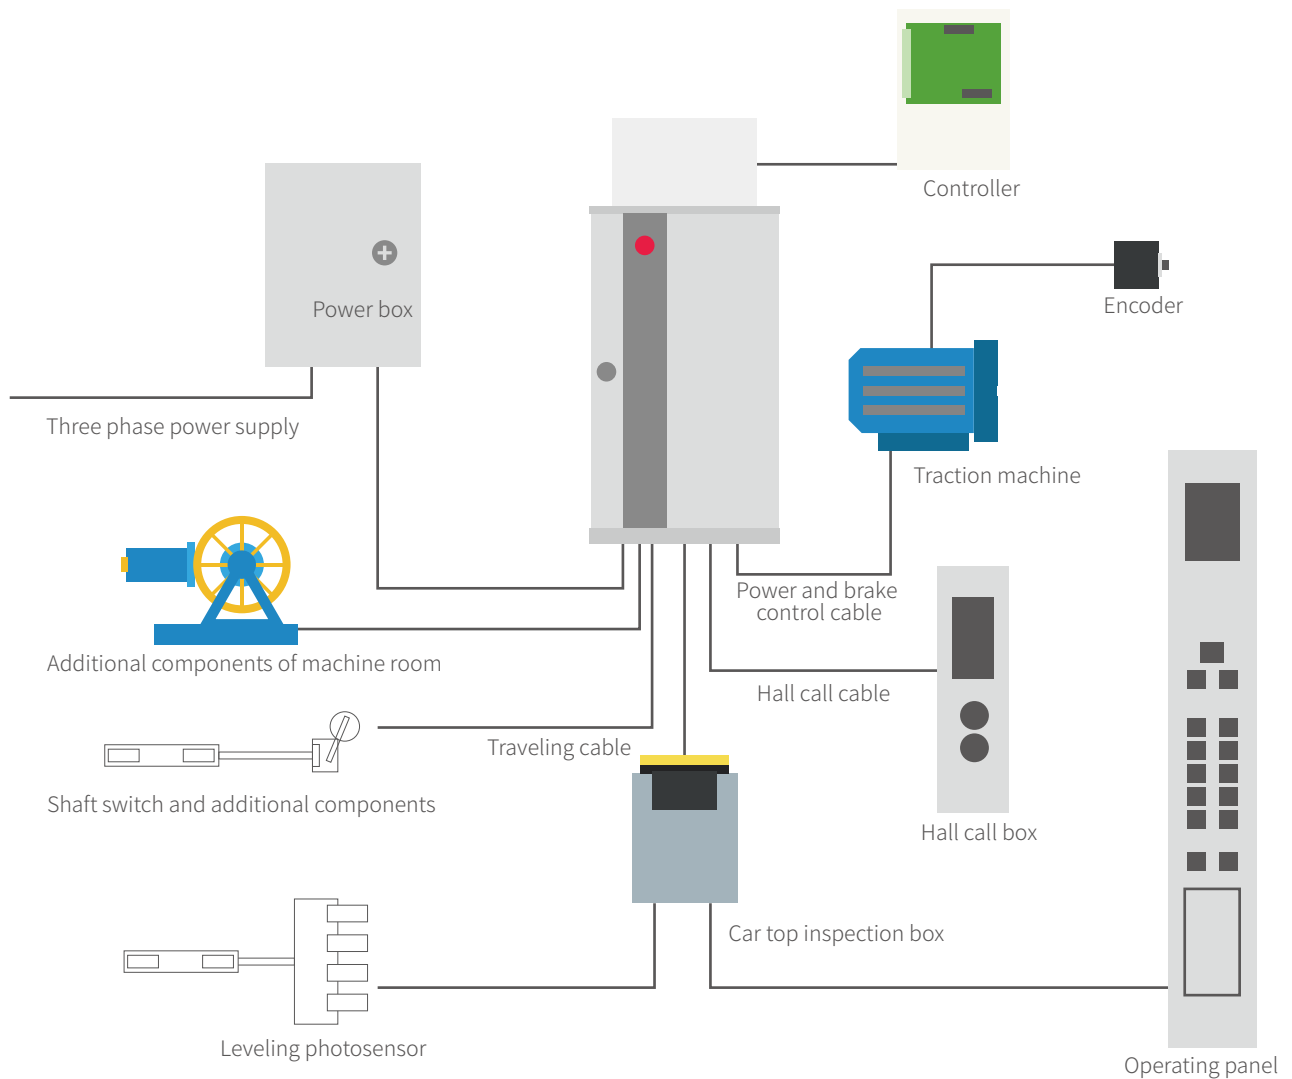 Controller
Encoder
Power box
Three phase power supply
Traction machine
Power and brake
control cable
Additional components of machine room
Hall call cable
Traveling cable
Shaft switch and additional components
Hall call box
Car top inspection box
Leveling photosensor
Operating panel